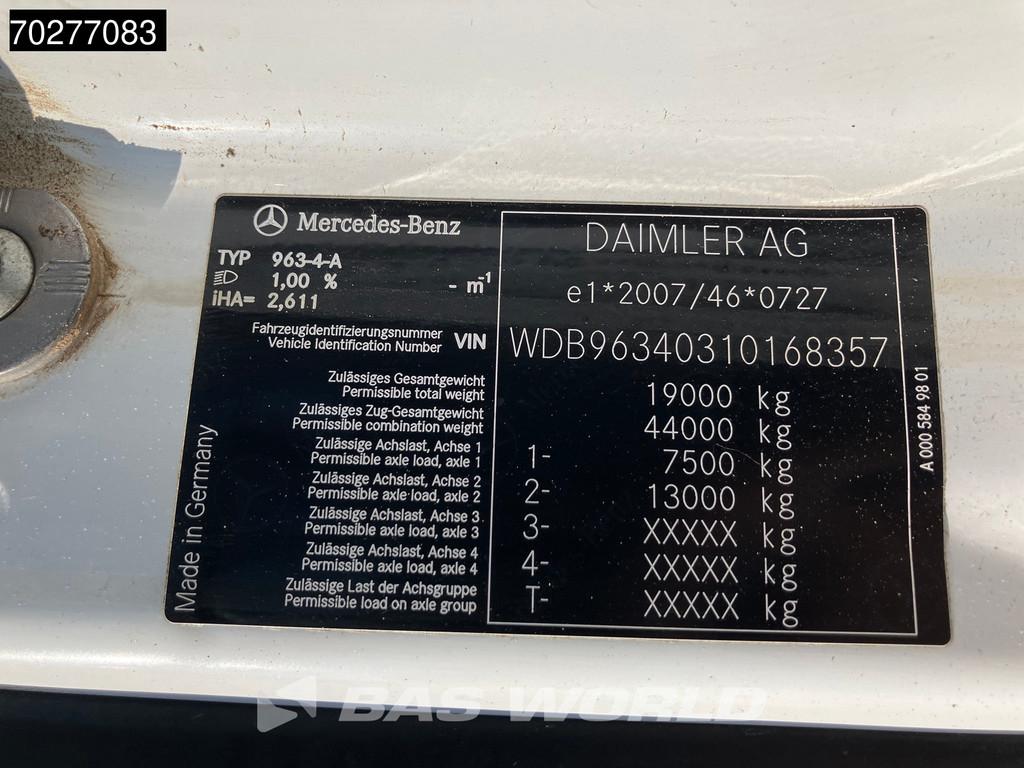 70277083
Mercedes-Benz
TYP 963-4-A
1,00 % - m⁻¹
iHA= 2,611
DAIMLER AG
e1*2007/46*0727
Fahrzeugidentifizierungsnummer
Vehicle Identification Number VIN WDB96340310168357
Zulässiges Gesamtgewicht
Permissible total weight 19000 kg
Zulässiges Zug-Gesamtgewicht
Permissible combination weight 44000 kg
Zulässige Achslast, Achse 1
Permissible axle load, axle 1 1- 7500 kg
Zulässige Achslast, Achse 2
Permissible axle load, axle 2 2- 13000 kg
Zulässige Achslast, Achse 3
Permissible axle load, axle 3 3- XXXXX kg
Zulässige Achslast, Achse 4
Permissible axle load, axle 4 4- XXXXX kg
Zulässige Last der Achsgruppe
Permissible load on axle group T- XXXXX kg
Made in Germany
A 000 584 98 01
BAS WORLD